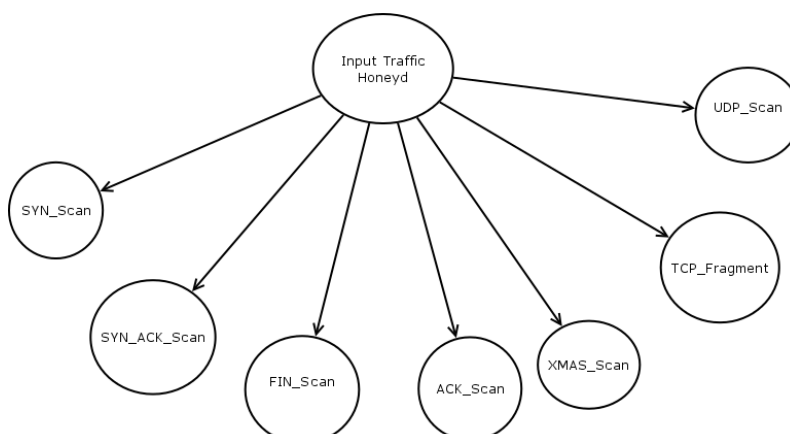 Input Traffic
Honeyd
UDP_Scan
SYN_Scan
TCP_Fragment
SYN_ACK_Scan
XMAS_Scan
FIN_Scan
ACK_Scan